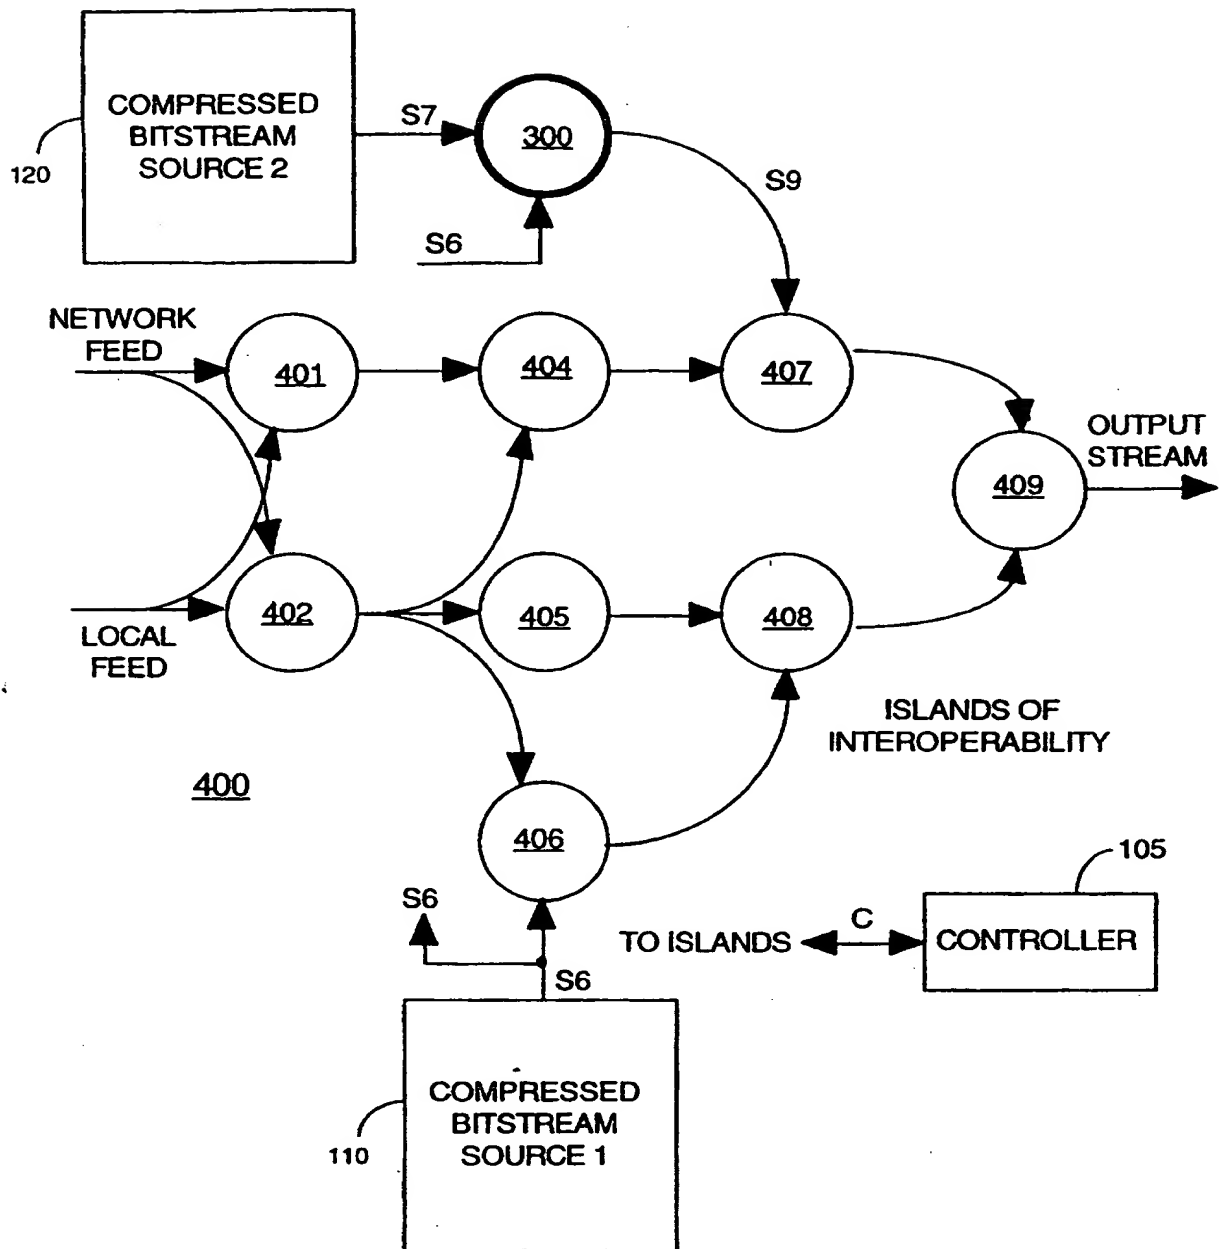 COMPRESSED
BITSTREAM
SOURCE 2
120
S7
300
S9
S6
NETWORK
FEED
401
404
407
OUTPUT
STREAM
409
402
405
408
LOCAL
FEED
ISLANDS OF
INTEROPERABILITY
400
406
105
S6
TO ISLANDS
C
CONTROLLER
S6
COMPRESSED
BITSTREAM
SOURCE 1
110